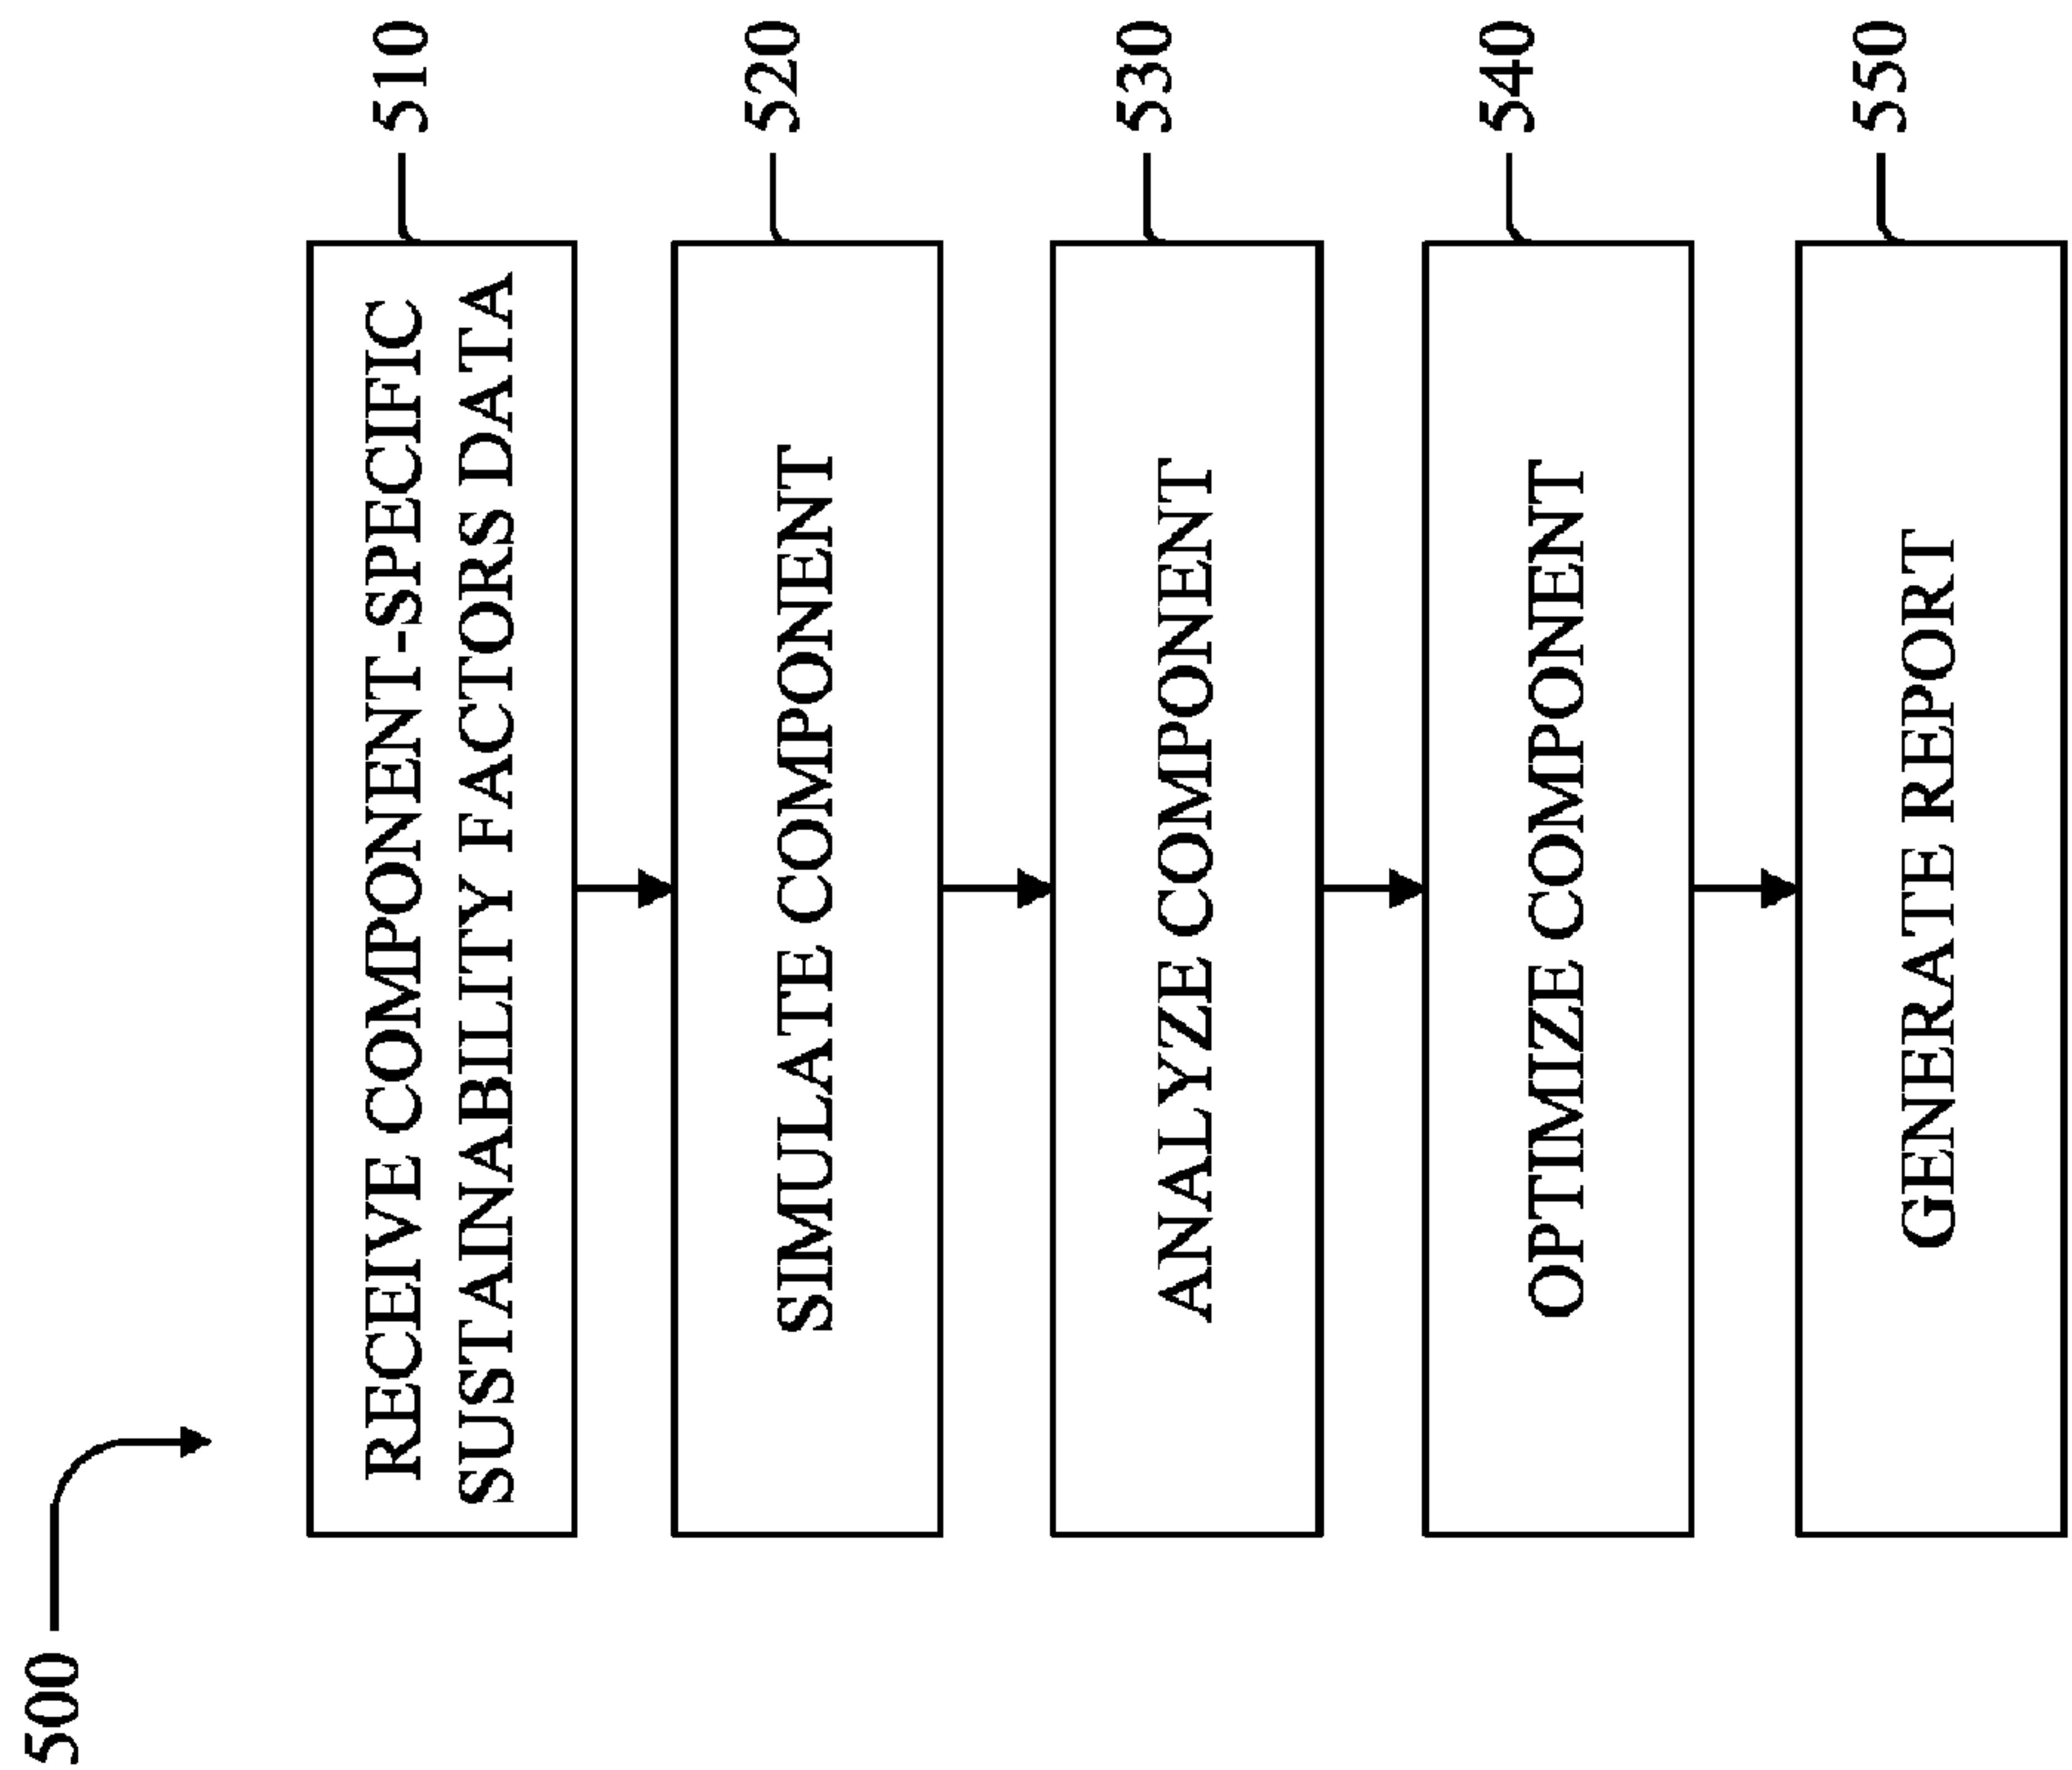 500
RECEIVE COMPONENT-SPECIFIC
SUSTAINABILITY FACTORS DATA
510
SIMULATE COMPONENT
520
ANALYZE COMPONENT
530
OPTIMIZE COMPONENT
540
GENERATE REPORT
550